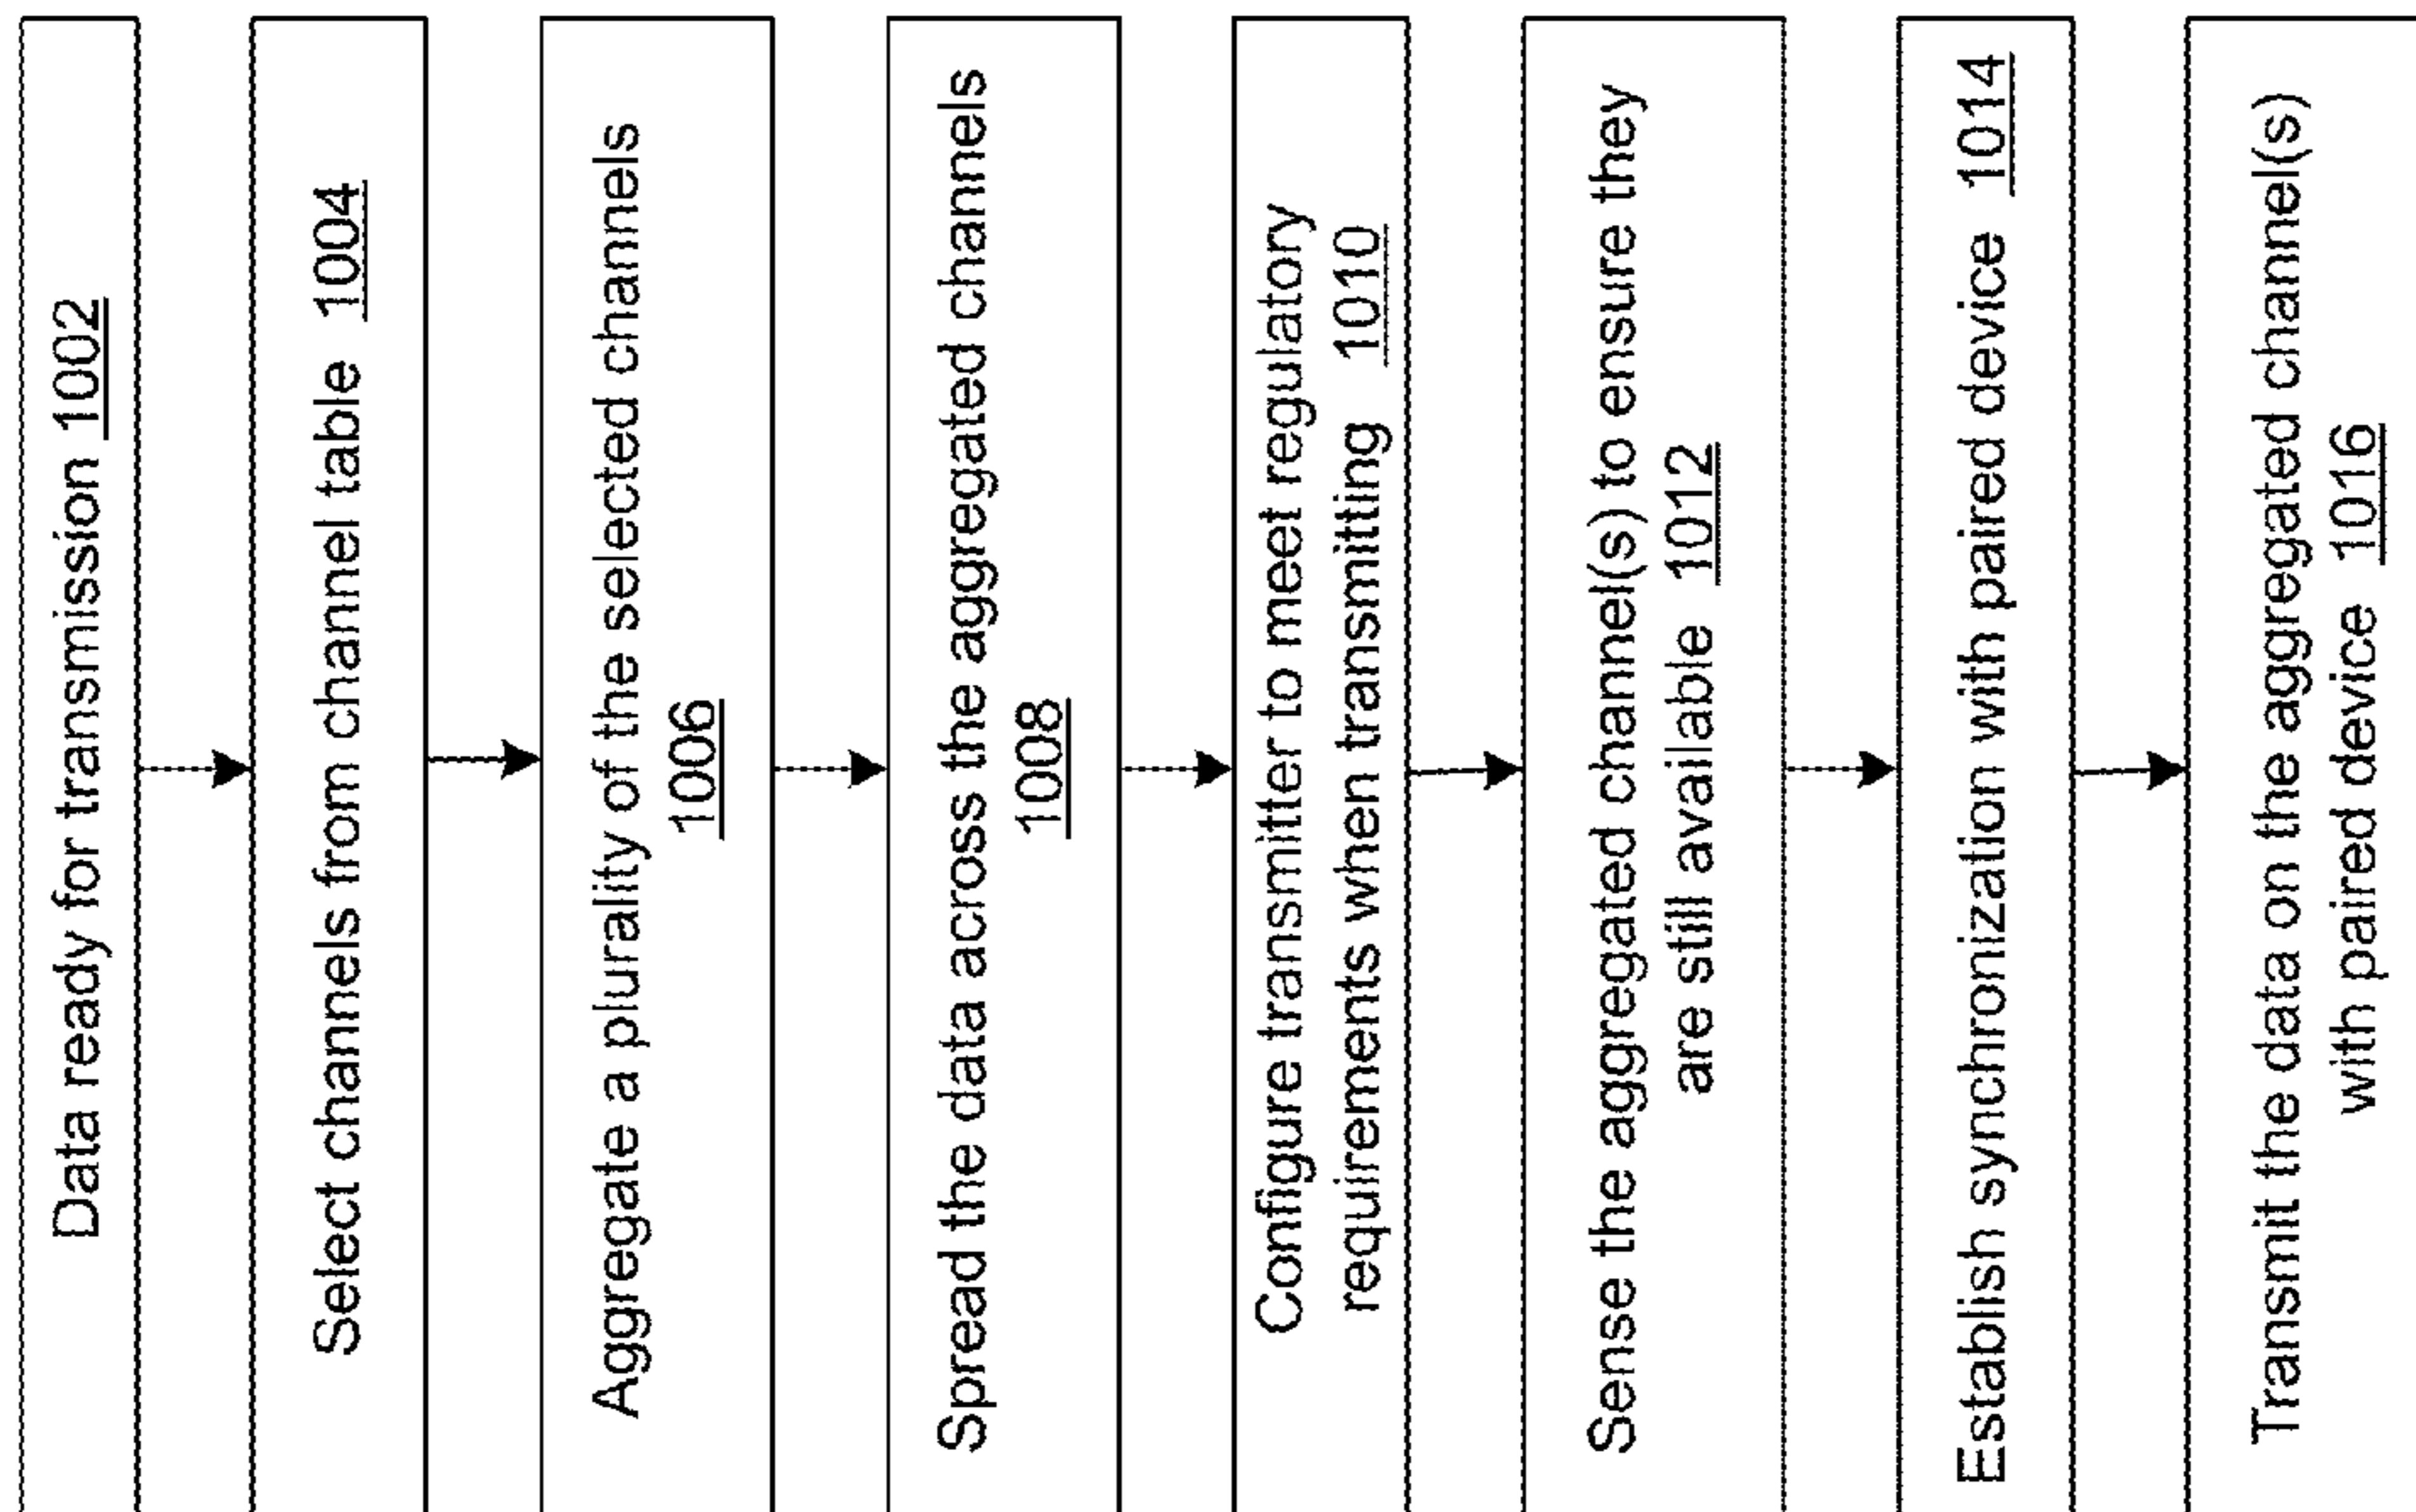 Data ready for transmission 1002
Select channels from channel table 1004
Aggregate a plurality of the selected channels
1006
Spread the data across the aggregated channels
1008
Configure transmitter to meet regulatory
requirements when transmitting 1010
Sense the aggregated channel(s) to ensure they
are still available 1012
Establish synchronization with paired device 1014
Transmit the data on the aggregated channel(s)
with paired device 1016